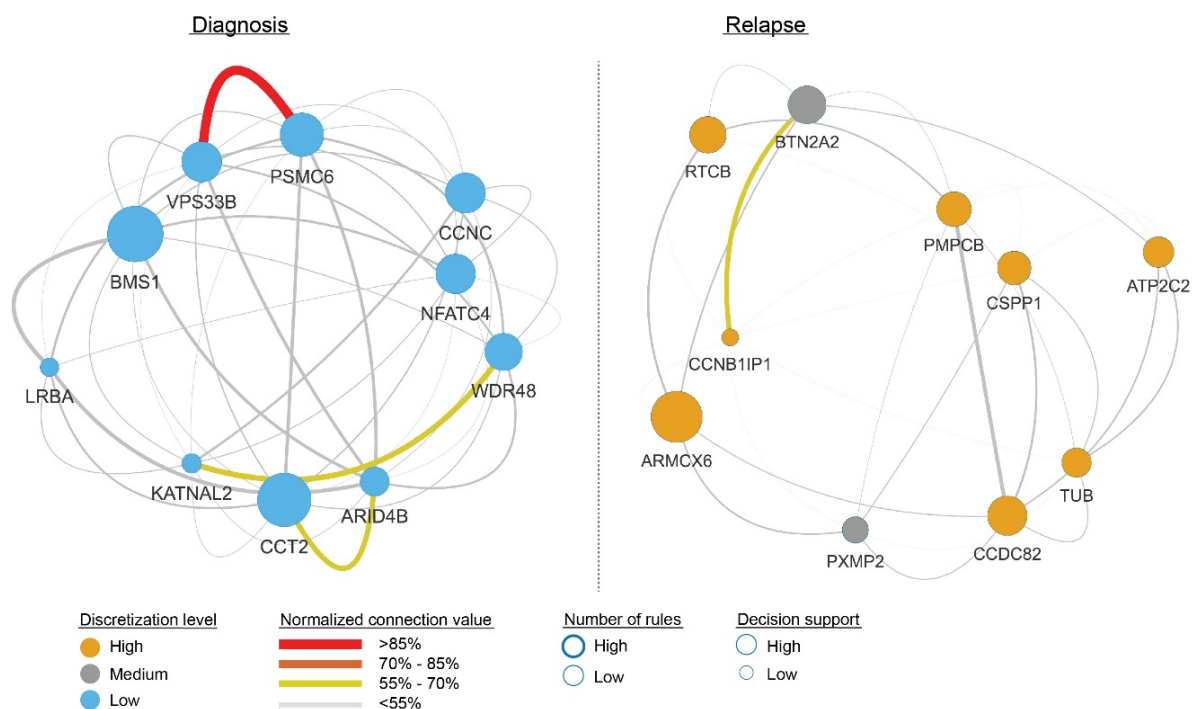 Diagnosis
Relapse
PSMC6
VPS33B
CCNC
BMS1
NFATC4
WDR48
LRBA
KATNAL2
ARID4B
CCT2
BTN2A2
RTCB
PMPCB
ATP2C2
CSPP1
CCNB1IP1
ARMCX6
TUB
PXMP2
CCDC82
Discretization level
High
Medium
Low
Normalized connection value
>85%
70% - 85%
55% - 70%
<55%
Number of rules
High
Low
Decision support
High
Low